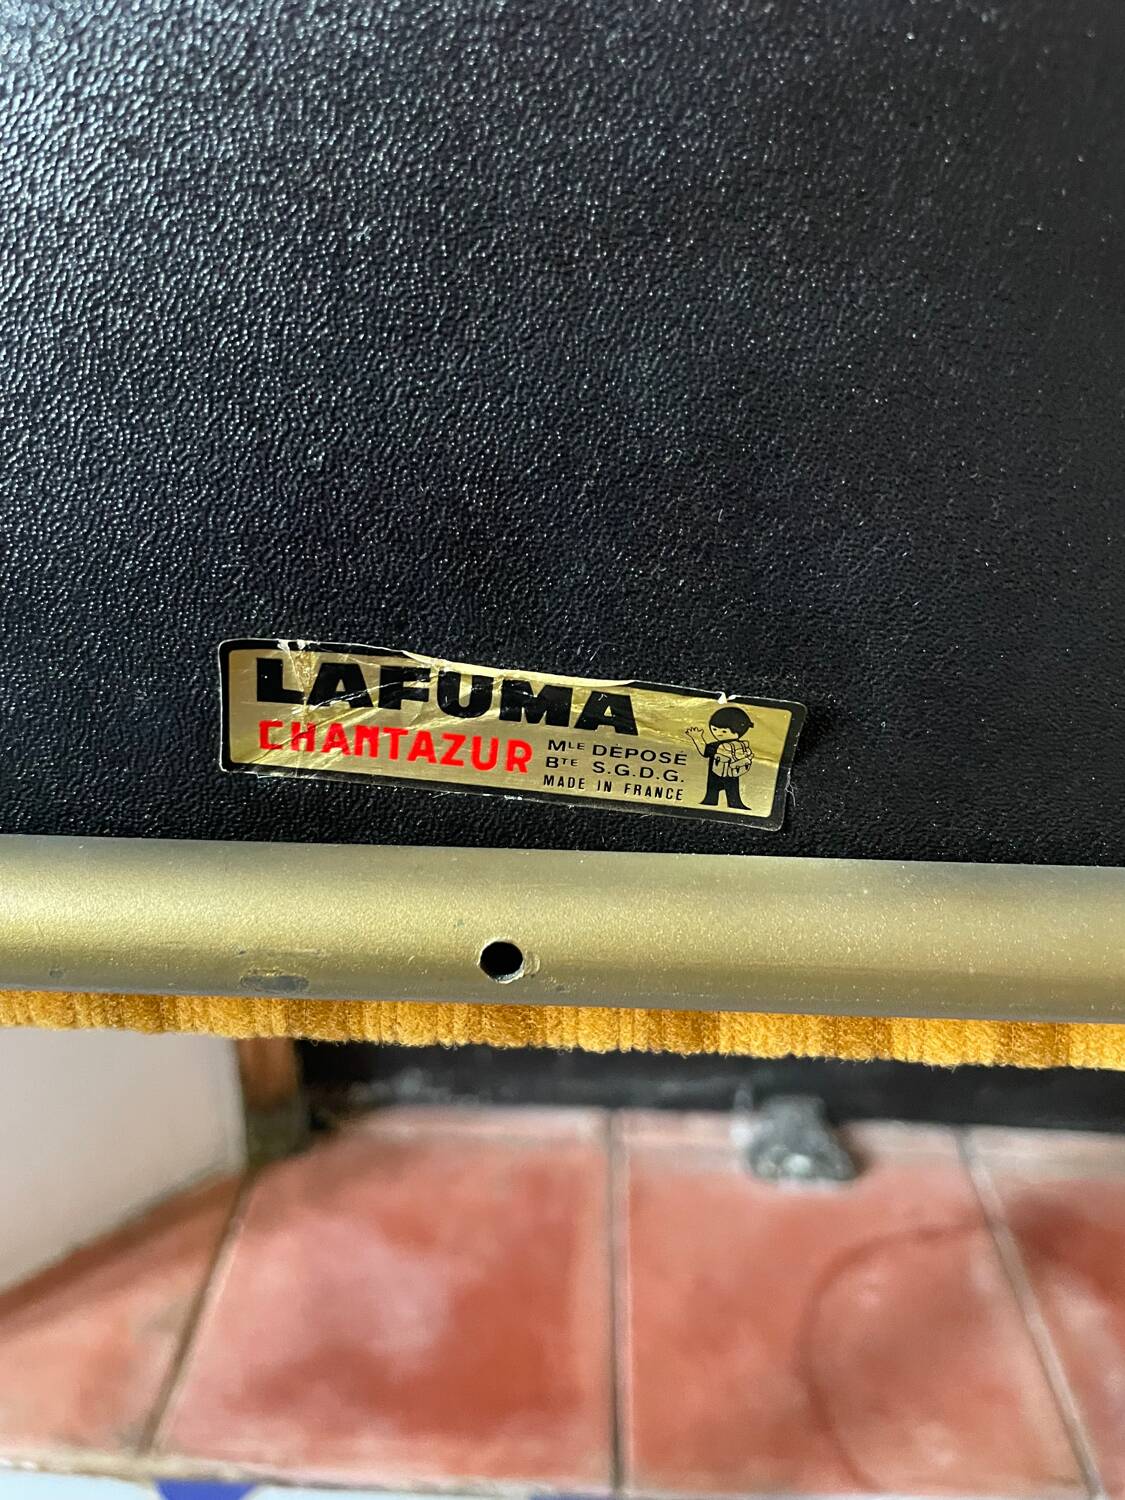 LAFUMA
CHANTAZUR
MLE DÉPOSÉ
BTE S.G.D.G.
MADE IN FRANCE